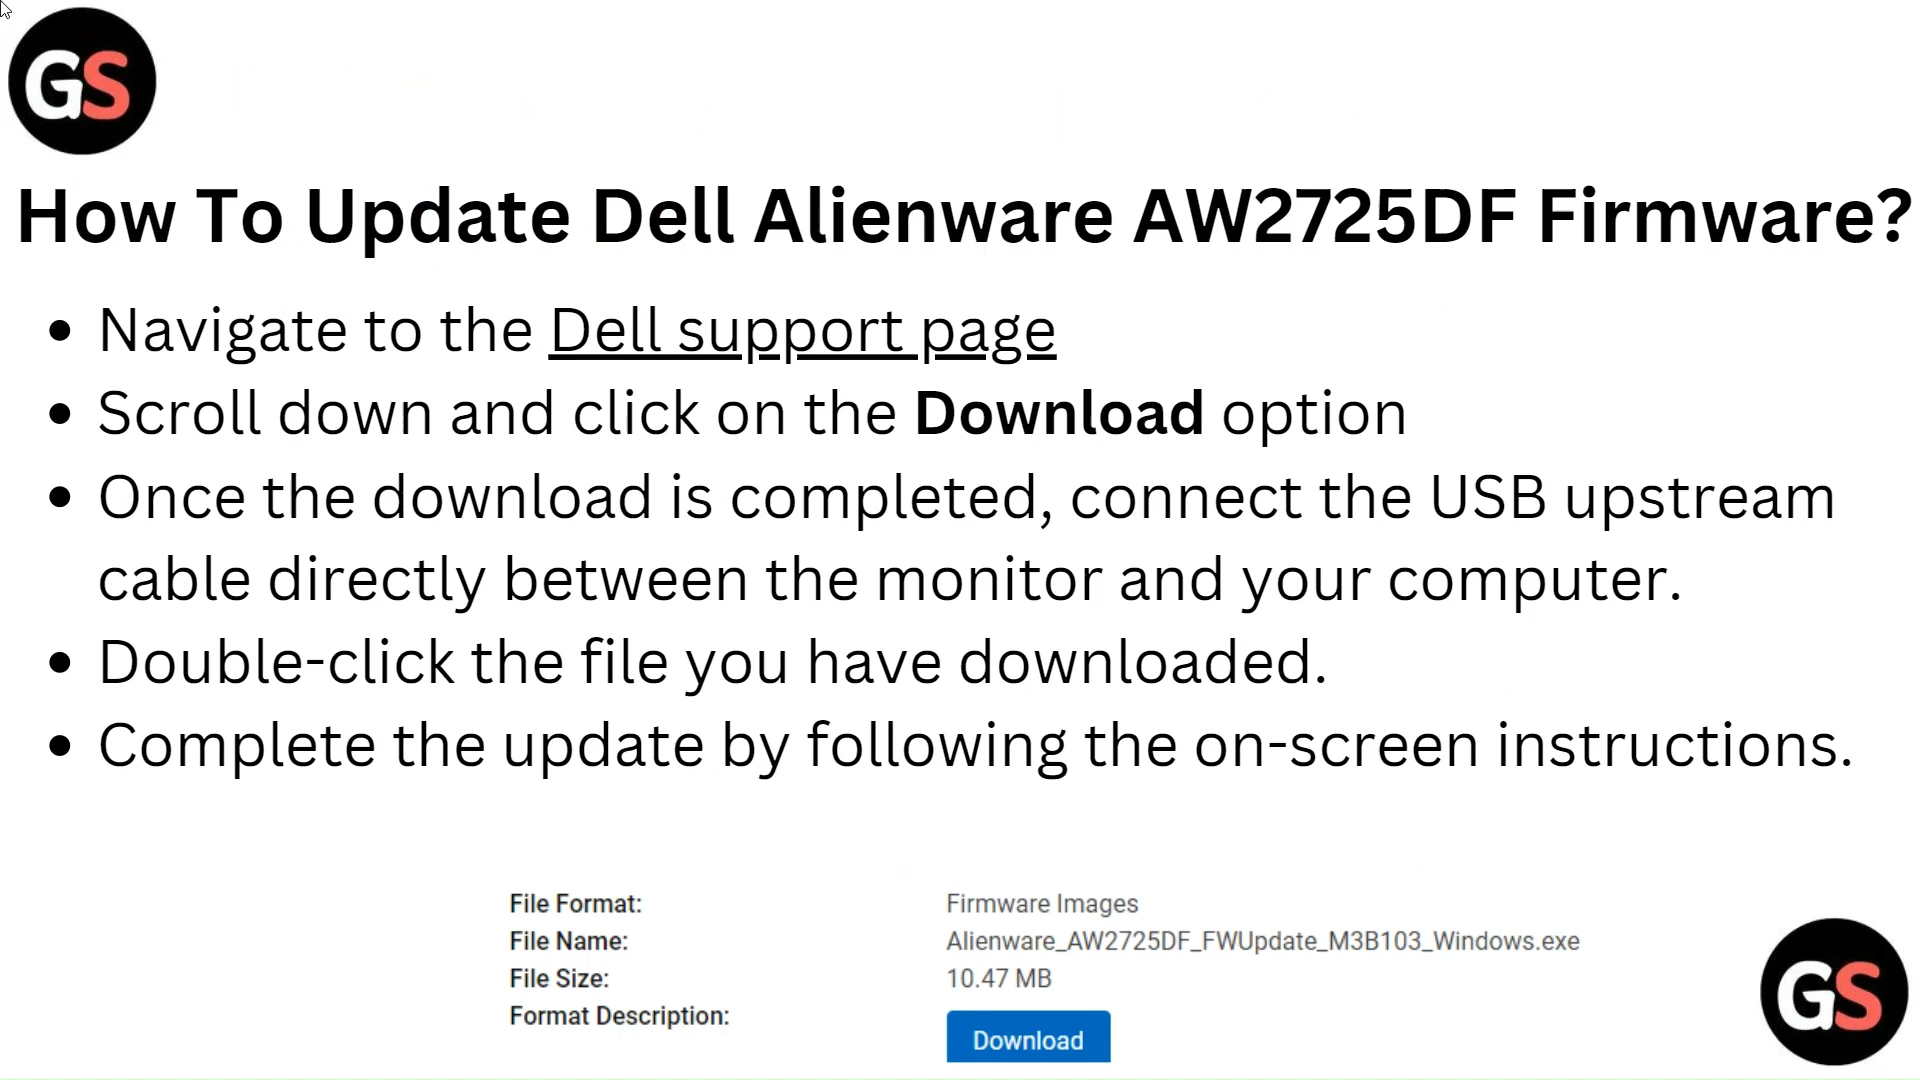 GS
How To Update Dell Alienware AW2725DF Firmware?
• Navigate to the Dell support page
• Scroll down and click on the Download option
• Once the download is completed, connect the USB upstream
cable directly between the monitor and your computer.
• Double-click the file you have downloaded.
• Complete the update by following the on-screen instructions.
File Format: Firmware Images
File Name: Alienware_AW2725DF_FWUpdate_M3B103_Windows.exe
File Size: 10.47 MB
Format Description:
Download
GS